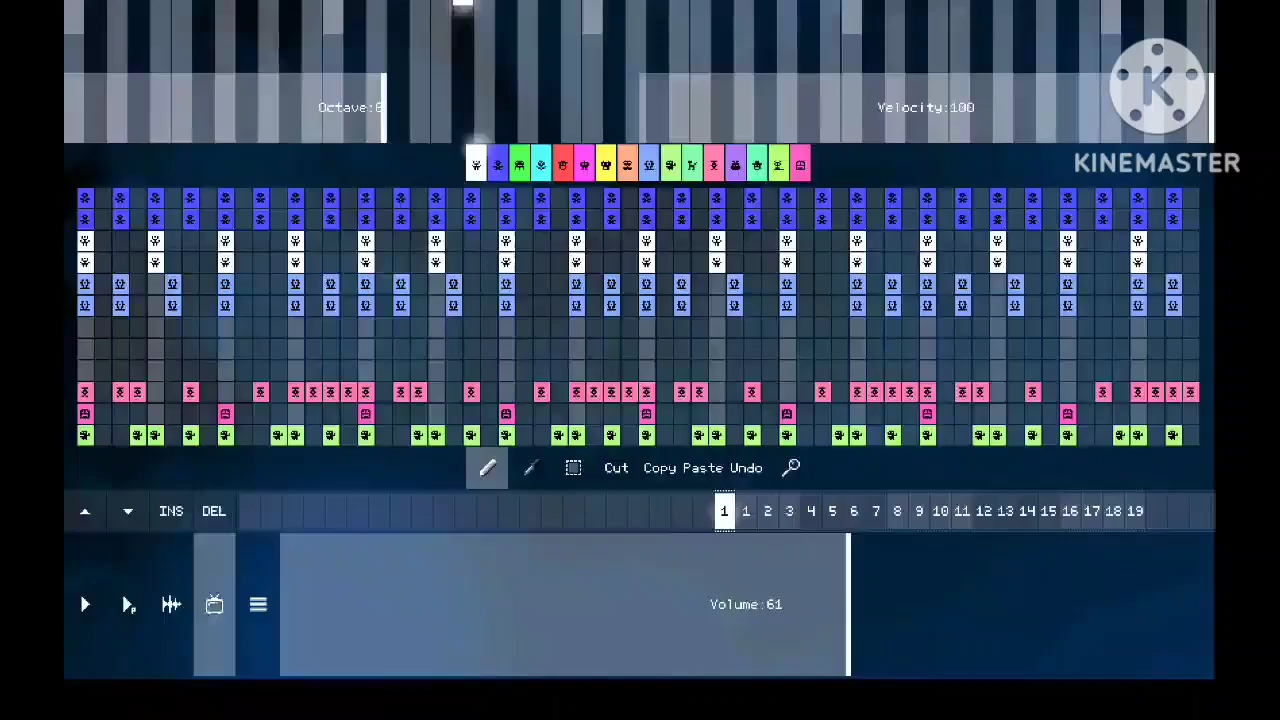 Octave:
Velocity:100
K
KINEMASTER
Cut Copy Paste Undo
INS DEL 1 1 2 3 4 5 6 7 8 9 10 11 12 13 14 15 16 17 18 19
Volume:61